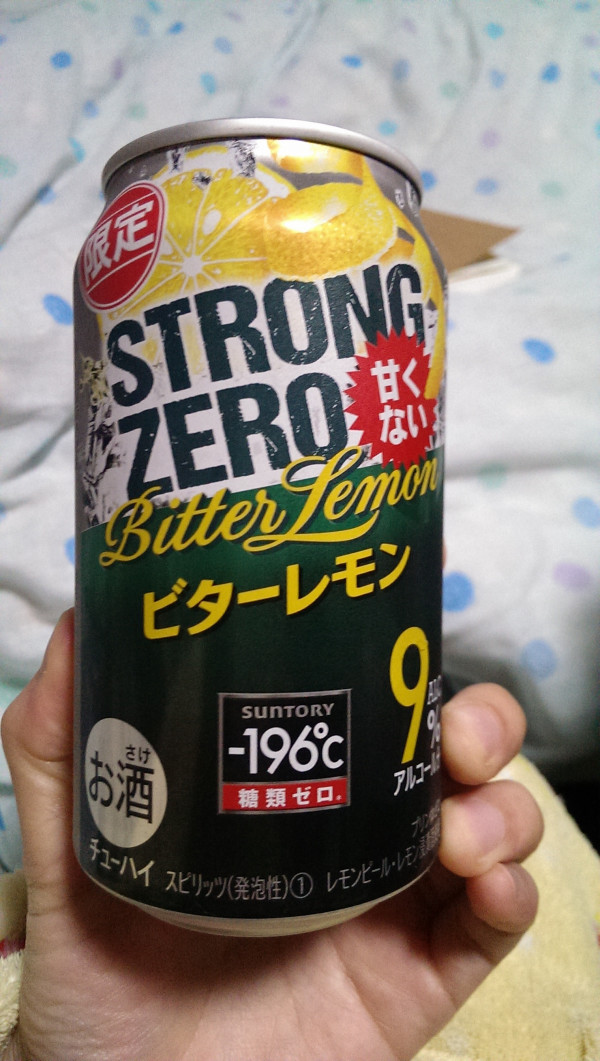 限定
STRONG
ZERO
甘く
ない
Bitter Lemon
ビターレモン
9
ALC
%
アルコール
SUNTORY
-196℃
糖類ゼロ。
さけ
お酒
チューハイ スピリッツ(発泡性)① レモンピール・レモン